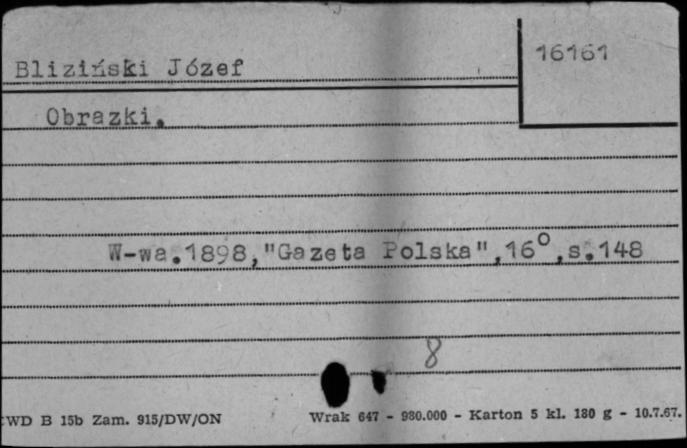 16161
Bliziński Józef
Obrazki.
W-wa.1898,"Gazeta Polska",16°,s.148
8
WD B 15b Zam. 915/DW/ON Wrak 647 - 980.000 - Karton 5 kl. 180 g - 10.7.67.